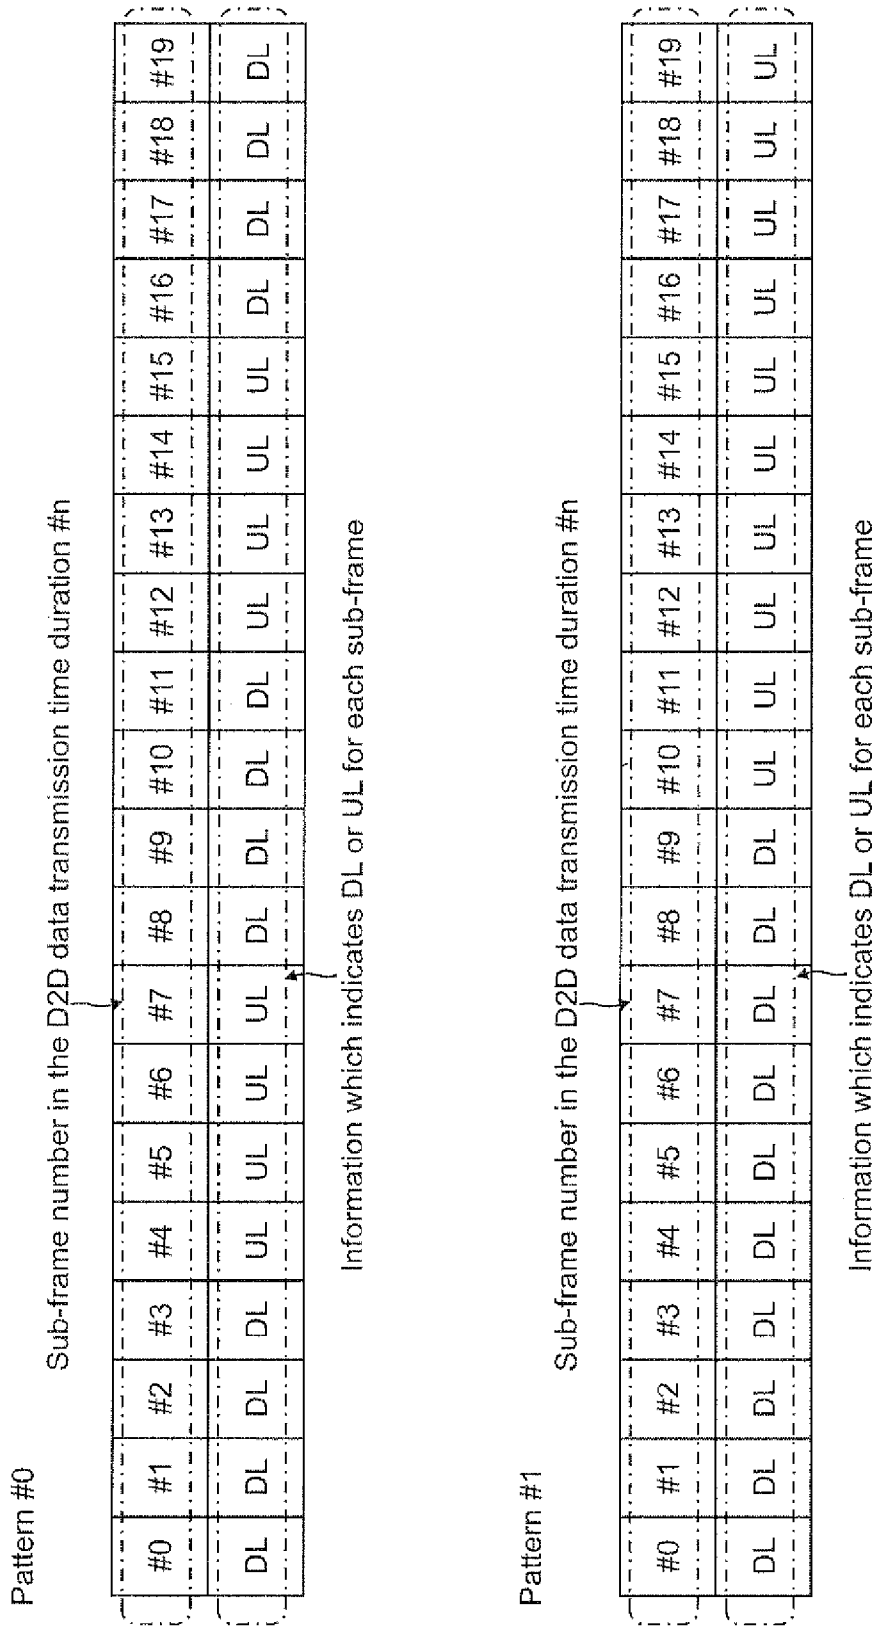 Pattern #0
Sub-frame number in the D2D data transmission time duration #n
#0 #1 #2 #3 #4 #5 #6 #7 #8 #9 #10 #11 #12 #13 #14 #15 #16 #17 #18 #19
DL DL DL DL UL UL UL UL DL DL DL DL UL UL UL UL DL DL DL DL
Information which indicates DL or UL for each sub-frame
Pattern #1
Sub-frame number in the D2D data transmission time duration #n
#0 #1 #2 #3 #4 #5 #6 #7 #8 #9 #10 #11 #12 #13 #14 #15 #16 #17 #18 #19
DL DL DL DL DL DL DL DL DL DL UL UL UL UL UL UL UL UL UL UL
Information which indicates DL or UL for each sub-frame